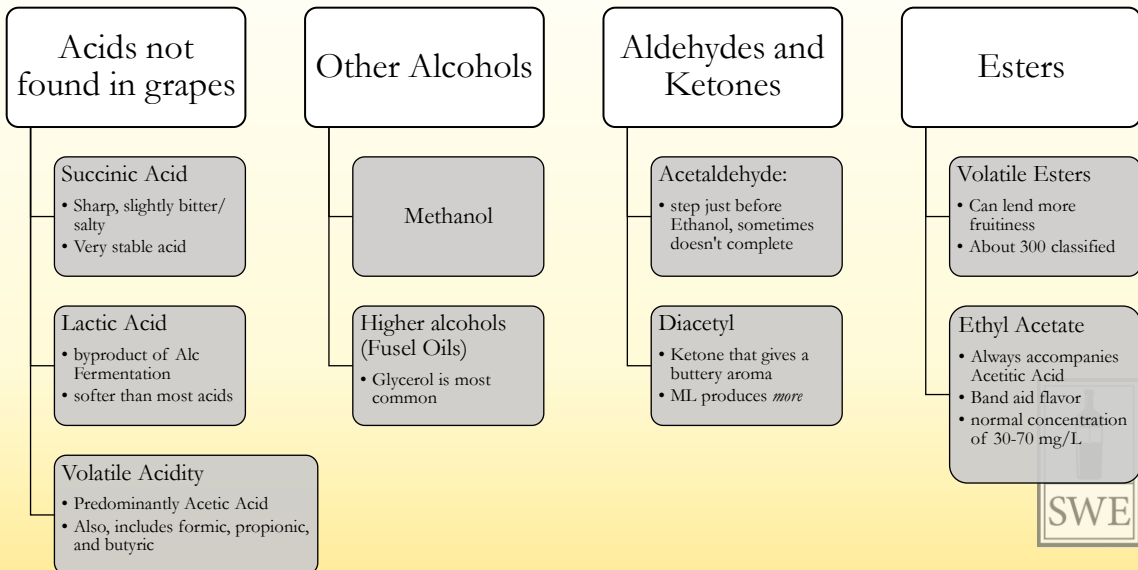 Acids not
found in grapes
Succinic Acid
• Sharp, slightly bitter/
salty
• Very stable acid
Lactic Acid
• byproduct of Alc
Fermentation
• softer than most acids
Volatile Acidity
• Predominantly Acetic Acid
• Also, includes formic, propionic,
and butyric
Other Alcohols
Methanol
Higher alcohols
(Fusel Oils)
• Glycerol is most
common
Aldehydes and
Ketones
Acetaldehyde:
• step just before
Ethanol, sometimes
doesn't complete
Diacetyl
• Ketone that gives a
buttery aroma
• ML produces more
Esters
Volatile Esters
• Can lend more
fruitiness
• About 300 classified
Ethyl Acetate
• Always accompanies
Acetitic Acid
• Band aid flavor
• normal concentration
of 30-70 mg/L
SWE